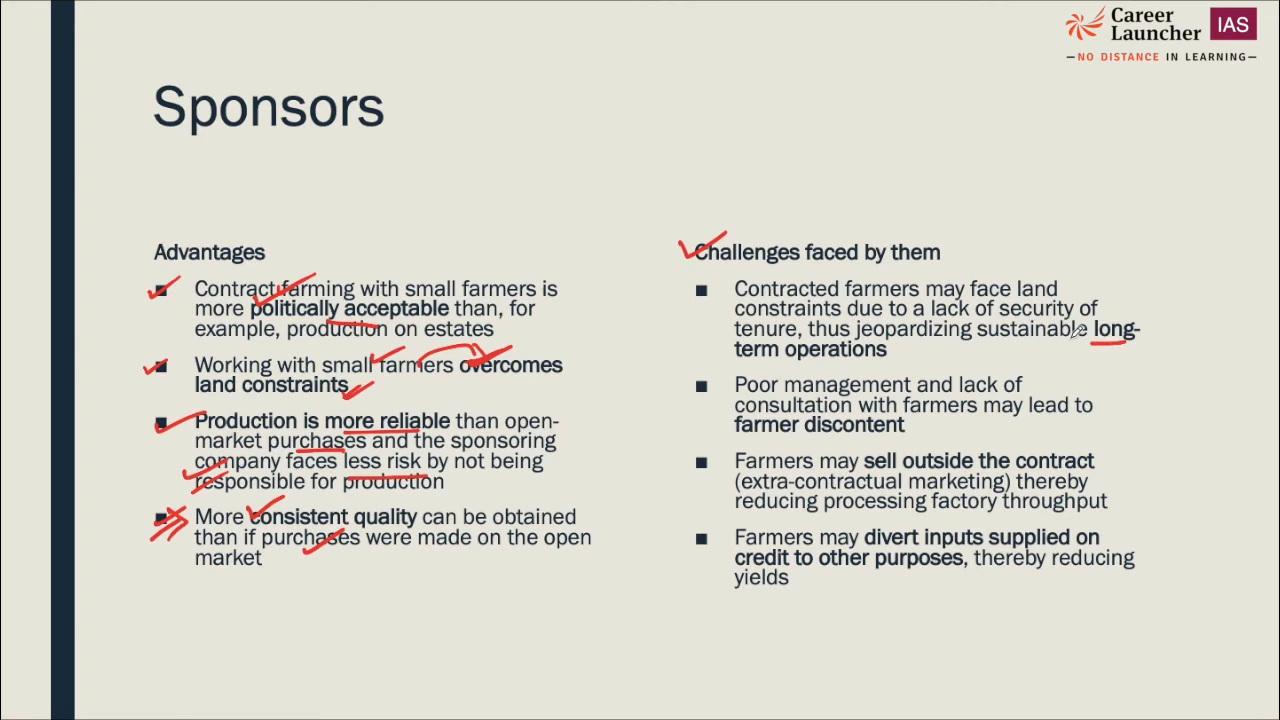 Career
Launcher
IAS
NO DISTANCE IN LEARNING
Sponsors
Advantages
■ Contract farming with small farmers is
more politically acceptable than, for
example, production on estates
■ Working with small farmers overcomes
land constraints
■ Production is more reliable than open-
market purchases and the sponsoring
company faces less risk by not being
responsible for production
■ More consistent quality can be obtained
than if purchases were made on the open
market
Challenges faced by them
■ Contracted farmers may face land
constraints due to a lack of security of
tenure, thus jeopardizing sustainable long-
term operations
■ Poor management and lack of
consultation with farmers may lead to
farmer discontent
■ Farmers may sell outside the contract
(extra-contractual marketing) thereby
reducing processing factory throughput
■ Farmers may divert inputs supplied on
credit to other purposes, thereby reducing
yields